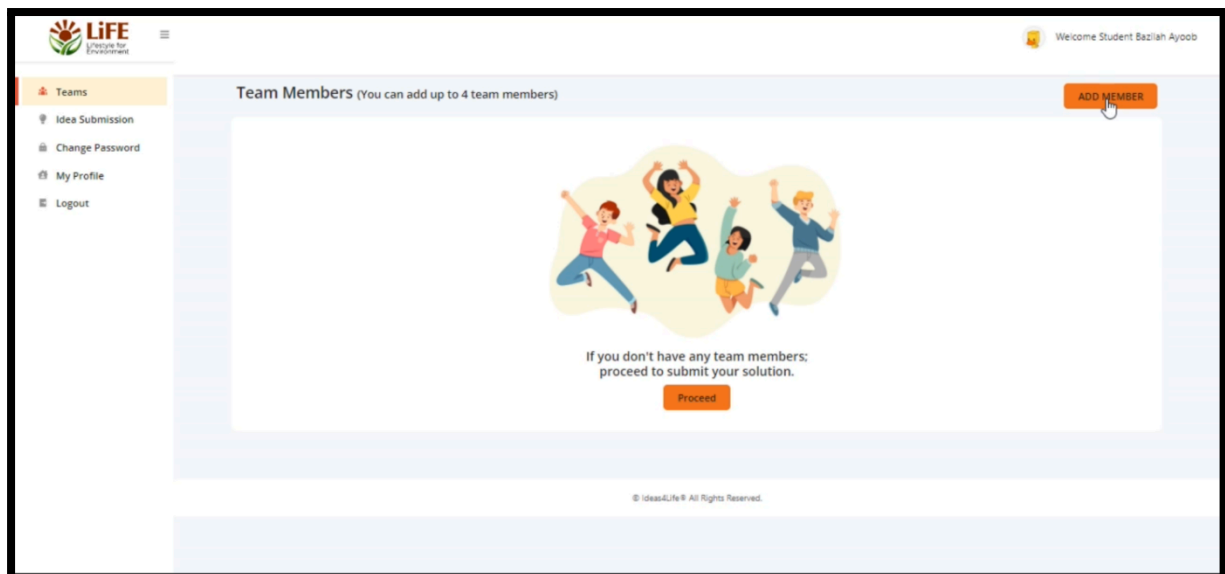 LiFE
Lifestyle for
Environment
Welcome Student Bazilah Ayoob
Teams
Idea Submission
Change Password
My Profile
Logout
Team Members (You can add up to 4 team members)
ADD MEMBER
If you don't have any team members;
proceed to submit your solution.
Proceed
© Ideas4Life® All Rights Reserved.